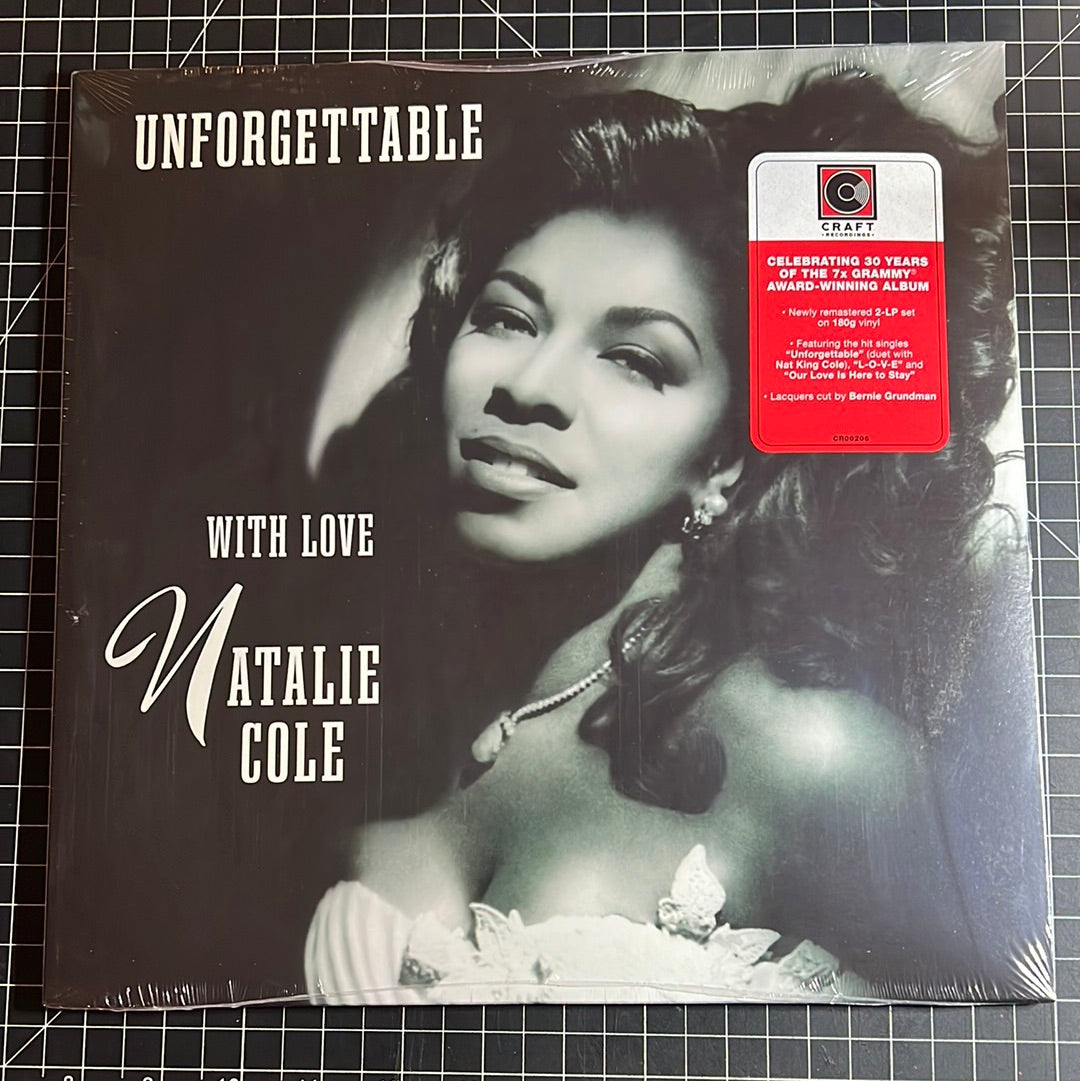 UNFORGETTABLE
WITH LOVE
NATALIE
COLE
CRAFT
• RECORDINGS •
CELEBRATING 30 YEARS
OF THE 7x GRAMMY®
AWARD-WINNING ALBUM
• Newly remastered 2-LP set
on 180g vinyl
• Featuring the hit singles
"Unforgettable" (duet with
Nat King Cole), "L-O-V-E" and
"Our Love Is Here to Stay"
• Lacquers cut by Bernie Grundman
CR00206